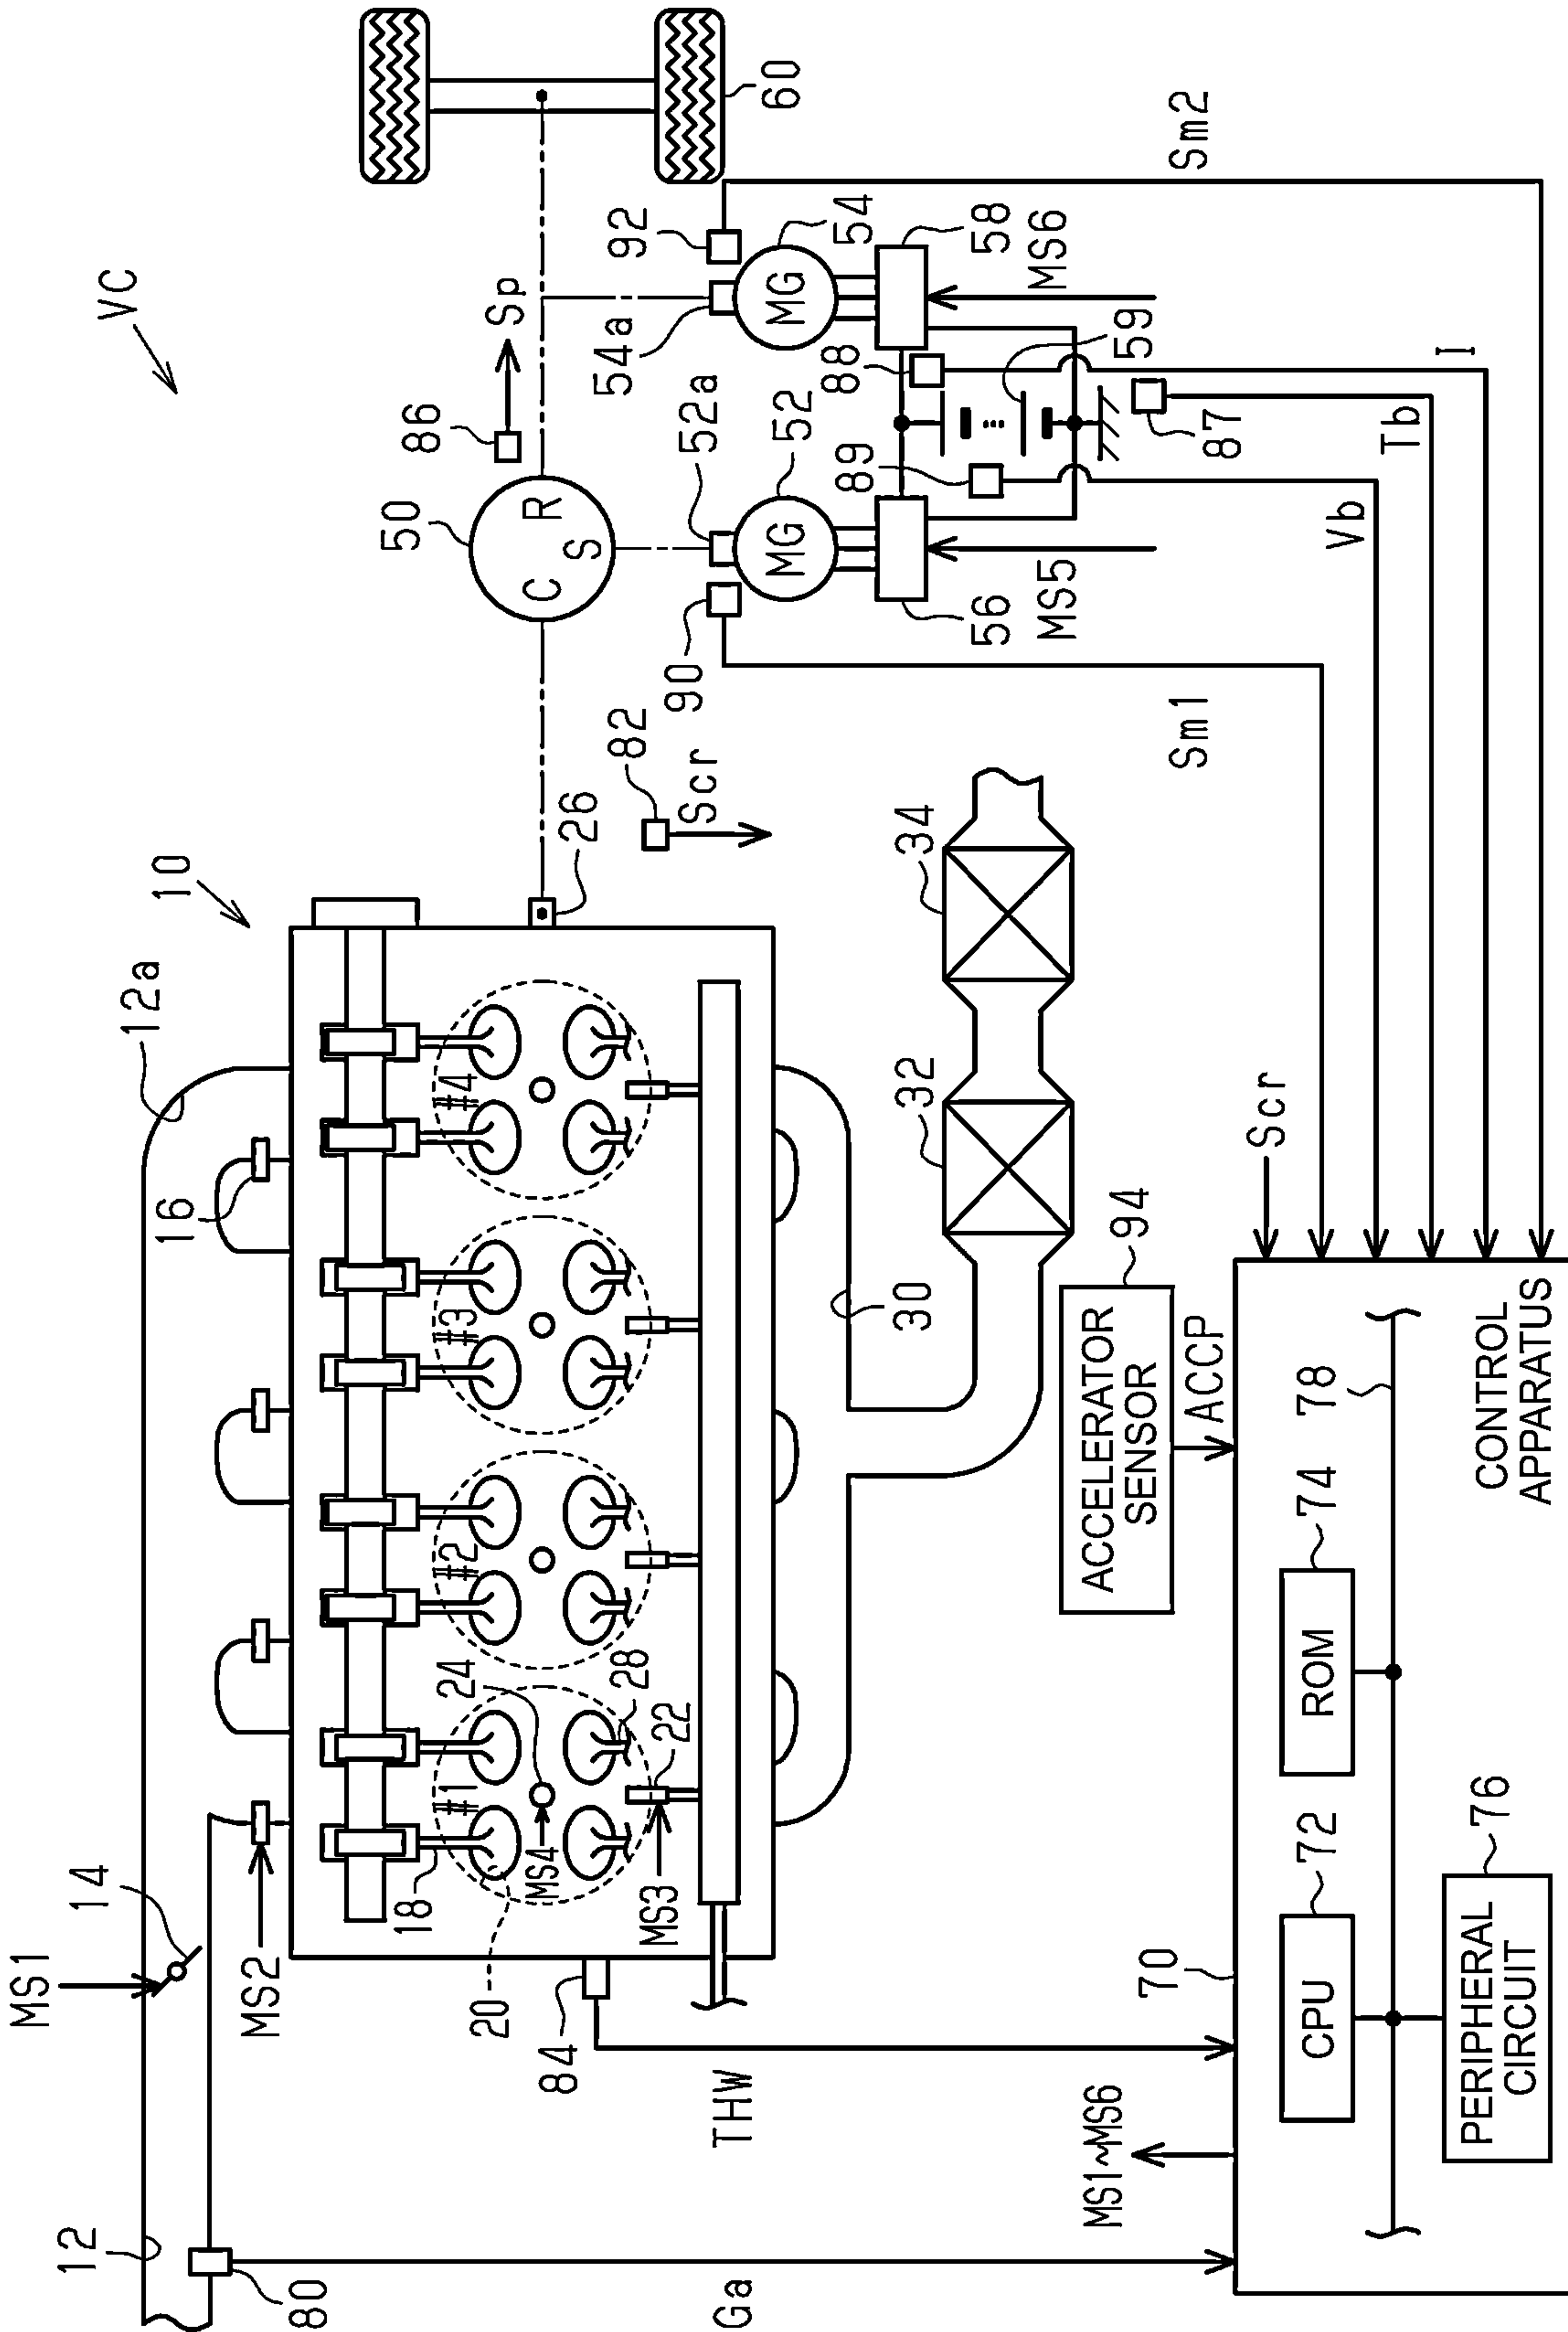 VC
MS1
14
12
12a
10
16
MS2
80
Ga
18
20
#1
#2
#3
#4
24
MS4
28
22
MS3
84
THW
26
82
Scr
30
32
34
50
C
S
R
86
Sp
60
52a
54a
90
92
MG
MG
52
54
56
58
89
88
59
MS5
MS6
87
Sm1
Vb
Tb
I
Sm2
ACCELERATOR
SENSOR
94
ACCP
Scr
MS1~MS6
70
CPU
72
ROM
74
78
PERIPHERAL
CIRCUIT
76
CONTROL
APPARATUS